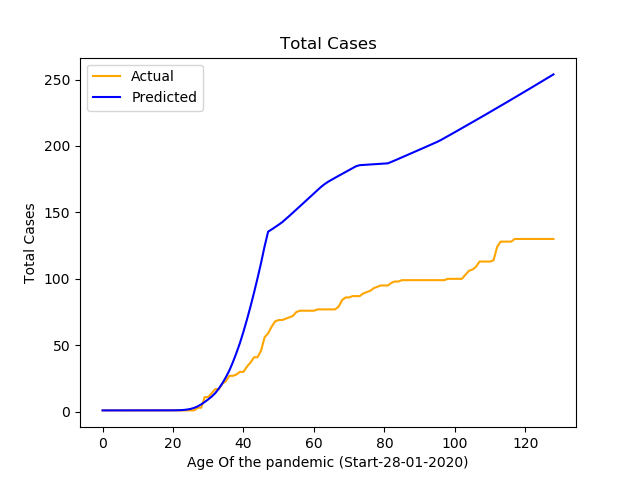 Total Cases
Actual
Predicted
250
200
150
100
50
0
Total Cases
0 20 40 60 80 100 120
Age Of the pandemic (Start-28-01-2020)